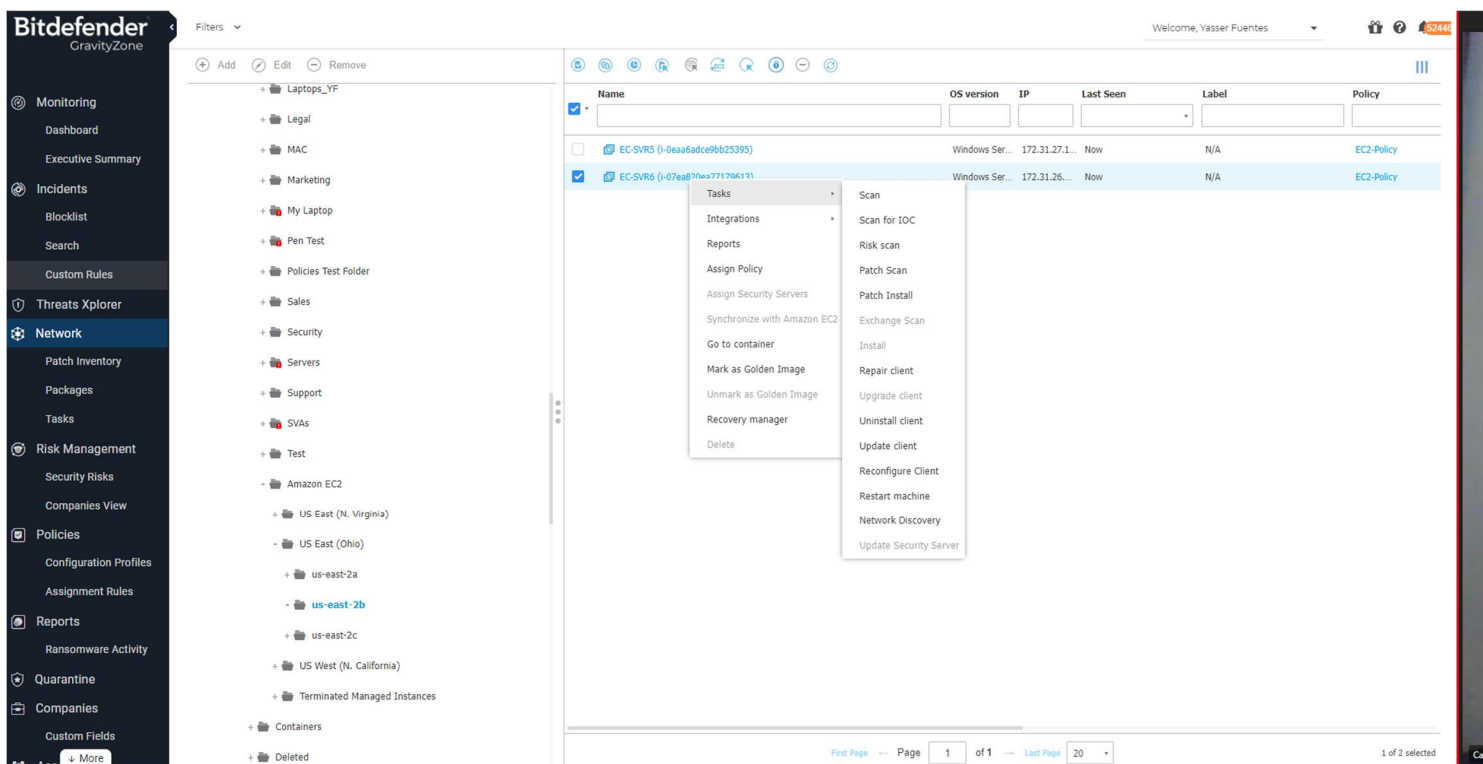 Bitdefender
GravityZone
Filters
Welcome, Yasser Fuentes
52446
Add Edit Remove
Monitoring
Dashboard
Executive Summary
Incidents
Blocklist
Search
Custom Rules
Threats Xplorer
Network
Patch Inventory
Packages
Tasks
Risk Management
Security Risks
Companies View
Policies
Configuration Profiles
Assignment Rules
Reports
Ransomware Activity
Quarantine
Companies
Custom Fields
↓ More
+ Laptops_YF
+ Legal
+ MAC
+ Marketing
+ My Laptop
+ Pen Test
+ Policies Test Folder
+ Sales
+ Security
+ Servers
+ Support
+ SVAs
+ Test
- Amazon EC2
+ US East (N. Virginia)
- US East (Ohio)
+ us-east-2a
- us-east-2b
+ us-east-2c
+ US West (N. California)
+ Terminated Managed Instances
+ Containers
+ Deleted
Name OS version IP Last Seen Label Policy
EC-SVR5 (i-0eaa6adce9bb25395) Windows Ser... 172.31.27.1... Now N/A EC2-Policy
EC-SVR6 (i-07ea820ea27179613) Windows Ser... 172.31.26.... Now N/A EC2-Policy
Tasks
Integrations
Reports
Assign Policy
Assign Security Servers
Synchronize with Amazon EC2
Go to container
Mark as Golden Image
Unmark as Golden Image
Recovery manager
Delete
Scan
Scan for IOC
Risk scan
Patch Scan
Patch Install
Exchange Scan
Install
Repair client
Upgrade client
Uninstall client
Update client
Reconfigure Client
Restart machine
Network Discovery
Update Security Server
First Page ← Page 1 of 1 → Last Page 20
1 of 2 selected